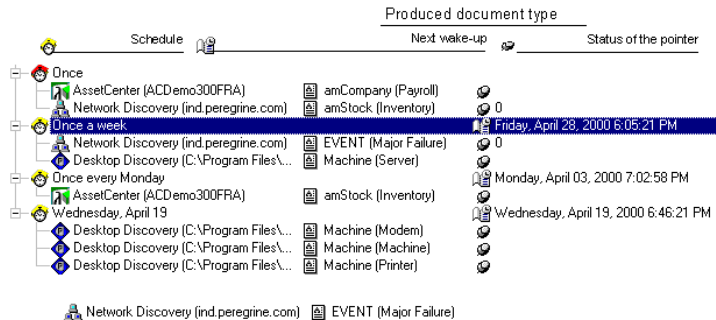 Produced document type
Schedule Next wake-up Status of the pointer
Once
AssetCenter (ACDemo300FRA) amCompany (Payroll)
Network Discovery (ind.peregrine.com) amStock (Inventory) 0
Once a week Friday, April 28, 2000 6:05:21 PM
Network Discovery (ind.peregrine.com) EVENT (Major Failure) 0
Desktop Discovery (C:\Program Files\... Machine (Server)
Once every Monday Monday, April 03, 2000 7:02:58 PM
AssetCenter (ACDemo300FRA) amStock (Inventory)
Wednesday, April 19 Wednesday, April 19, 2000 6:46:21 PM
Desktop Discovery (C:\Program Files\... Machine (Modem)
Desktop Discovery (C:\Program Files\... Machine (Machine)
Desktop Discovery (C:\Program Files\... Machine (Printer)
Network Discovery (ind.peregrine.com) EVENT (Major Failure)